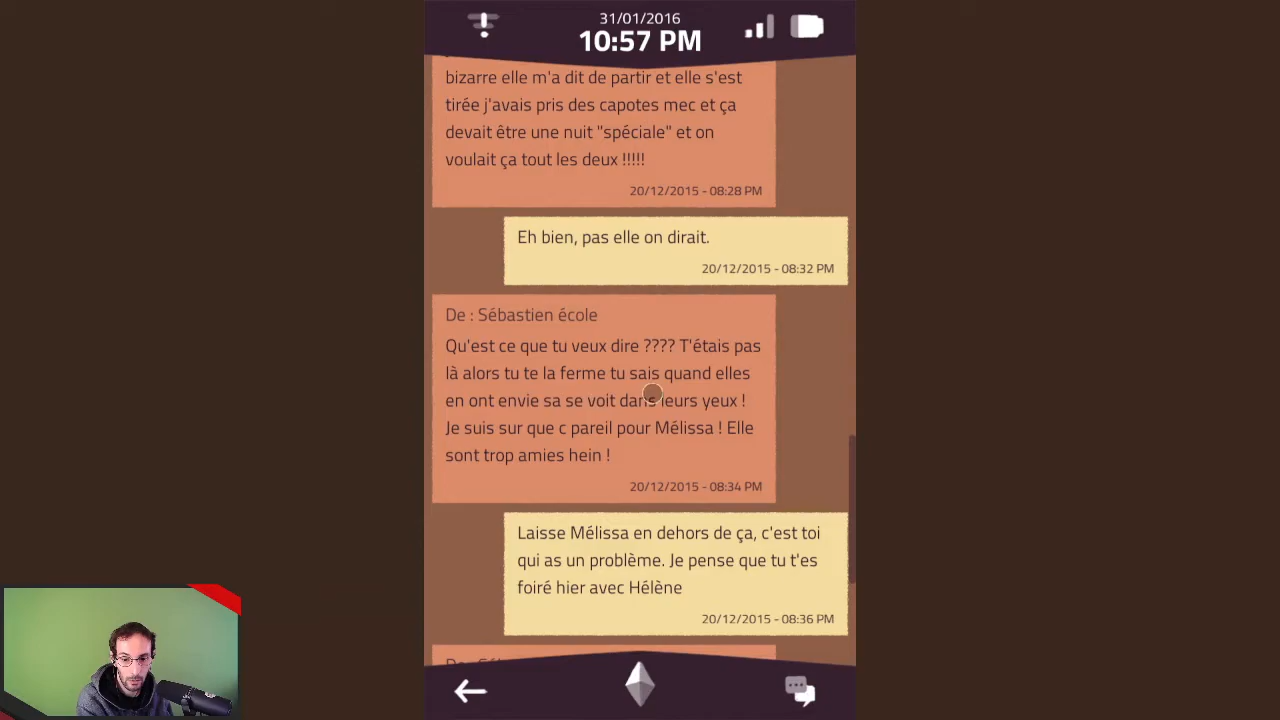 31/01/2016
10:57 PM
bizarre elle m'a dit de partir et elle s'est
tirée j'avais pris des capotes mec et ça
devait être une nuit "spéciale" et on
voulait ça tout les deux !!!!!
20/12/2015 - 08:28 PM
Eh bien, pas elle on dirait.
20/12/2015 - 08:32 PM
De : Sébastien école
Qu'est ce que tu veux dire ???? T'étais pas
là alors tu te la ferme tu sais quand elles
en ont envie sa se voit dans leurs yeux !
Je suis sur que c pareil pour Mélissa ! Elle
sont trop amies hein !
20/12/2015 - 08:34 PM
Laisse Mélissa en dehors de ça, c'est toi
qui as un problème. Je pense que tu t'es
foiré hier avec Hélène
20/12/2015 - 08:36 PM